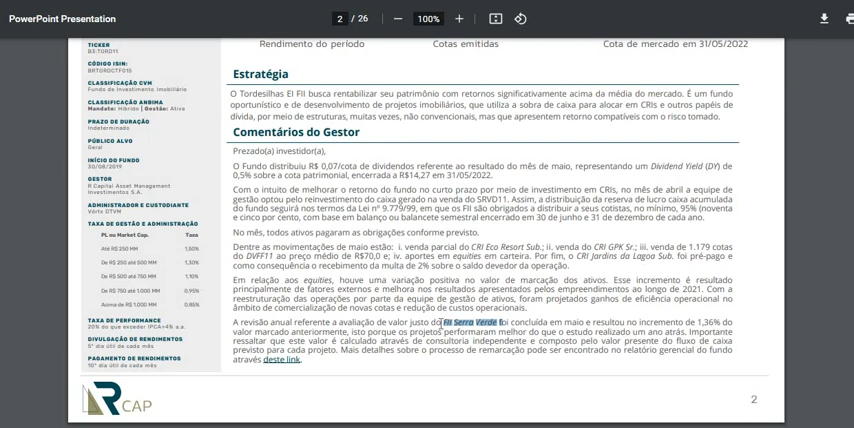 PowerPoint Presentation
2 / 26
100%
TICKER
B3:TORD11
CÓDIGO ISIN:
BRTORDCTF015
CLASSIFICAÇÃO CVM
Fundo de Investimento Imobiliário
CLASSIFICAÇÃO ANBIMA
Mandato: Híbrido | Gestão: Ativa
PRAZO DE DURAÇÃO
Indeterminado
PÚBLICO ALVO
Geral
INÍCIO DO FUNDO
30/08/2019
GESTOR
R Capital Asset Management
Investimentos S.A.
ADMINISTRADOR E CUSTODIANTE
Vórtx DTVM
TAXA DE GESTÃO E ADMINISTRAÇÃO
PL ou Market Cap. Taxa
Até R$ 250 MM 1,50%
De R$ 250 até 500 MM 1,30%
De R$ 500 até 750 MM 1,10%
De R$ 750 até 1.000 MM 0,95%
Acima de R$ 1.000 MM 0,85%
TAXA DE PERFORMANCE
20% do que exceder IPCA+4% a.a.
DIVULGAÇÃO DE RENDIMENTOS
5º dia útil de cada mês
PAGAMENTO DE RENDIMENTOS
10º dia útil de cada mês
Rendimento do período Cotas emitidas Cota de mercado em 31/05/2022
Estratégia
O Tordesilhas EI FII busca rentabilizar seu patrimônio com retornos significativamente acima da média do mercado. É um fundo
oportunístico e de desenvolvimento de projetos imobiliários, que utiliza a sobra de caixa para alocar em CRIs e outros papéis de
dívida, por meio de estruturas, muitas vezes, não convencionais, mas que apresentem retorno compatíveis com o risco tomado.
Comentários do Gestor
Prezado(a) investidor(a),
O Fundo distribuiu R$ 0,07/cota de dividendos referente ao resultado do mês de maio, representando um Dividend Yield (DY) de
0,5% sobre a cota patrimonial, encerrada a R$14,27 em 31/05/2022.
Com o intuito de melhorar o retorno do fundo no curto prazo por meio de investimento em CRIs, no mês de abril a equipe de
gestão optou pelo reinvestimento do caixa gerado na venda do SRVD11. Assim, a distribuição da reserva de lucro caixa acumulada
do fundo seguirá nos termos da Lei nº 9.779/99, em que os FII são obrigados a distribuir a seus cotistas, no mínimo, 95% (noventa
e cinco por cento, com base em balanço ou balancete semestral encerrado em 30 de junho e 31 de dezembro de cada ano.
No mês, todos ativos pagaram as obrigações conforme previsto.
Dentre as movimentações de maio estão: i. venda parcial do CRI Eco Resort Sub.; ii. venda do CRI GPK Sr.; iii. venda de 1.179 cotas
do DVFF11 ao preço médio de R$70,0 e; iv. aportes em equities em carteira. Por fim, o CRI Jardins da Lagoa Sub. foi pré-pago e
como consequência o recebimento da multa de 2% sobre o saldo devedor da operação.
Em relação aos equities, houve uma variação positiva no valor de marcação dos ativos. Esse incremento é resultado
principalmente de fatores externos e melhora nos resultados apresentados pelos empreendimentos ao longo de 2021. Com a
reestruturação das operações por parte da equipe de gestão de ativos, foram projetados ganhos de eficiência operacional no
âmbito de comercialização de novas cotas e redução de custos operacionais.
A revisão anual referente a avaliação de valor justo do FII Serra Verde foi concluída em maio e resultou no incremento de 1,36% do
valor marcado anteriormente, isto porque os projetos performaram melhor do que o estudo realizado um ano atrás. Importante
ressaltar que este valor é calculado através de consultoria independente e composto pelo valor presente do fluxo de caixa
previsto para cada projeto. Mais detalhes sobre o processo de remarcação pode ser encontrado no relatório gerencial do fundo
através deste link.
RCAP
2